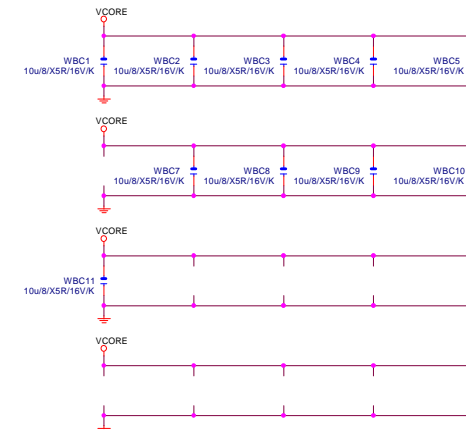 VCORE
WBC1 WBC2 WBC3 WBC4 WBC5
10u/8/X5R/16V/K 10u/8/X5R/16V/K 10u/8/X5R/16V/K 10u/8/X5R/16V/K 10u/8/X5R/16V/K
VCORE
WBC7 WBC8 WBC9 WBC10
10u/8/X5R/16V/K 10u/8/X5R/16V/K 10u/8/X5R/16V/K 10u/8/X5R/16V/K
VCORE
WBC11
10u/8/X5R/16V/K
VCORE